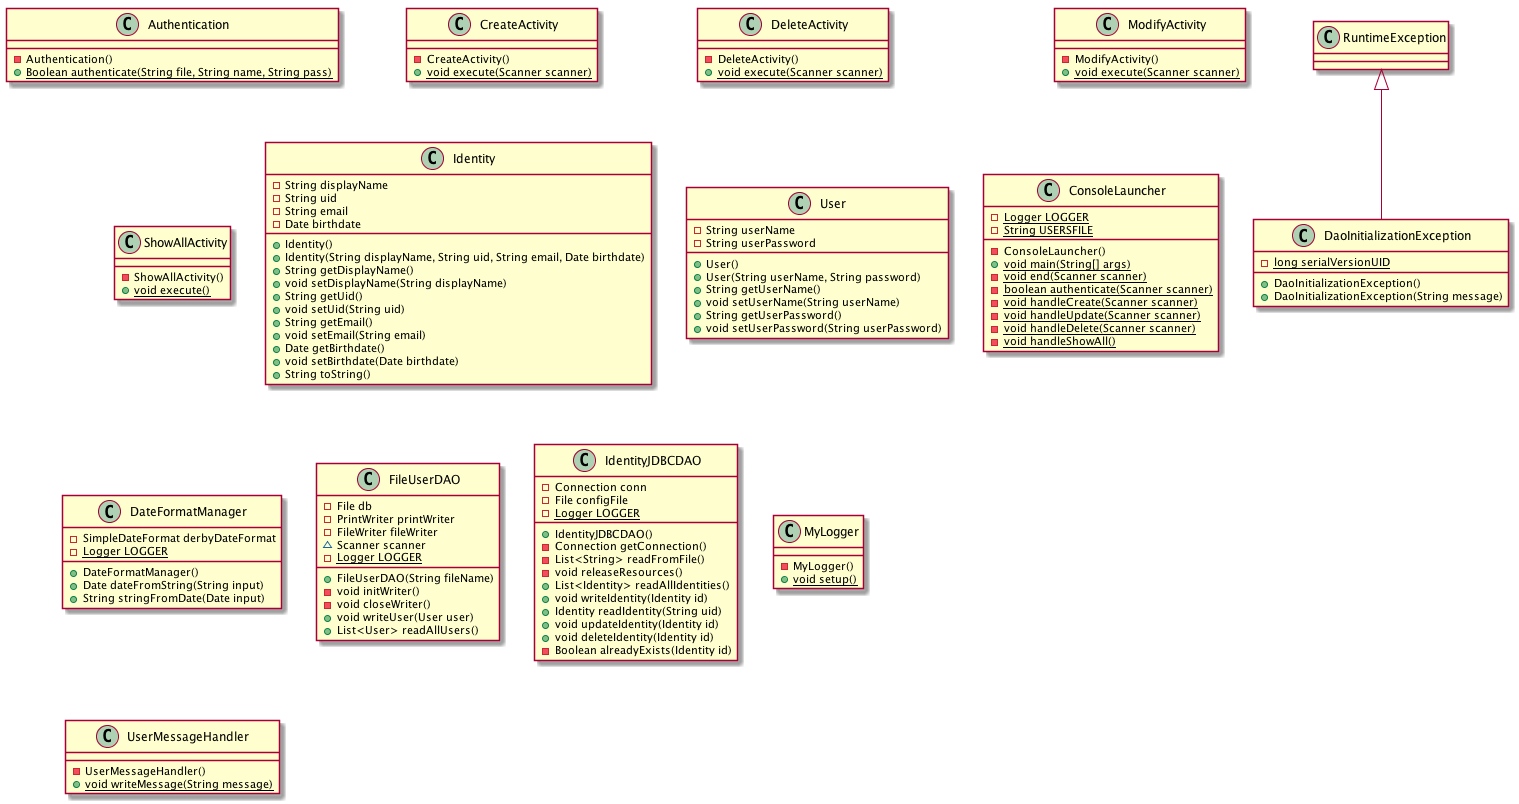 C Authentication
Authentication()
Boolean authenticate(String file, String name, String pass)
C CreateActivity
CreateActivity()
void execute(Scanner scanner)
C DeleteActivity
DeleteActivity()
void execute(Scanner scanner)
C ModifyActivity
ModifyActivity()
void execute(Scanner scanner)
C RuntimeException
C ShowAllActivity
ShowAllActivity()
void execute()
C Identity
String displayName
String uid
String email
Date birthdate
Identity()
Identity(String displayName, String uid, String email, Date birthdate)
String getDisplayName()
void setDisplayName(String displayName)
String getUid()
void setUid(String uid)
String getEmail()
void setEmail(String email)
Date getBirthdate()
void setBirthdate(Date birthdate)
String toString()
C User
String userName
String userPassword
User()
User(String userName, String password)
String getUserName()
void setUserName(String userName)
String getUserPassword()
void setUserPassword(String userPassword)
C ConsoleLauncher
Logger LOGGER
String USERSFILE
ConsoleLauncher()
void main(String[] args)
void end(Scanner scanner)
boolean authenticate(Scanner scanner)
void handleCreate(Scanner scanner)
void handleUpdate(Scanner scanner)
void handleDelete(Scanner scanner)
void handleShowAll()
C DaoInitializationException
long serialVersionUID
DaoInitializationException()
DaoInitializationException(String message)
C DateFormatManager
SimpleDateFormat derbyDateFormat
Logger LOGGER
DateFormatManager()
Date dateFromString(String input)
String stringFromDate(Date input)
C FileUserDAO
File db
PrintWriter printWriter
FileWriter fileWriter
Scanner scanner
Logger LOGGER
FileUserDAO(String fileName)
void initWriter()
void closeWriter()
void writeUser(User user)
List<User> readAllUsers()
C IdentityJDBCDAO
Connection conn
File configFile
Logger LOGGER
IdentityJDBCDAO()
Connection getConnection()
List<String> readFromFile()
void releaseResources()
List<Identity> readAllIdentities()
void writeIdentity(Identity id)
Identity readIdentity(String uid)
void updateIdentity(Identity id)
void deleteIdentity(Identity id)
Boolean alreadyExists(Identity id)
C MyLogger
MyLogger()
void setup()
C UserMessageHandler
UserMessageHandler()
void writeMessage(String message)